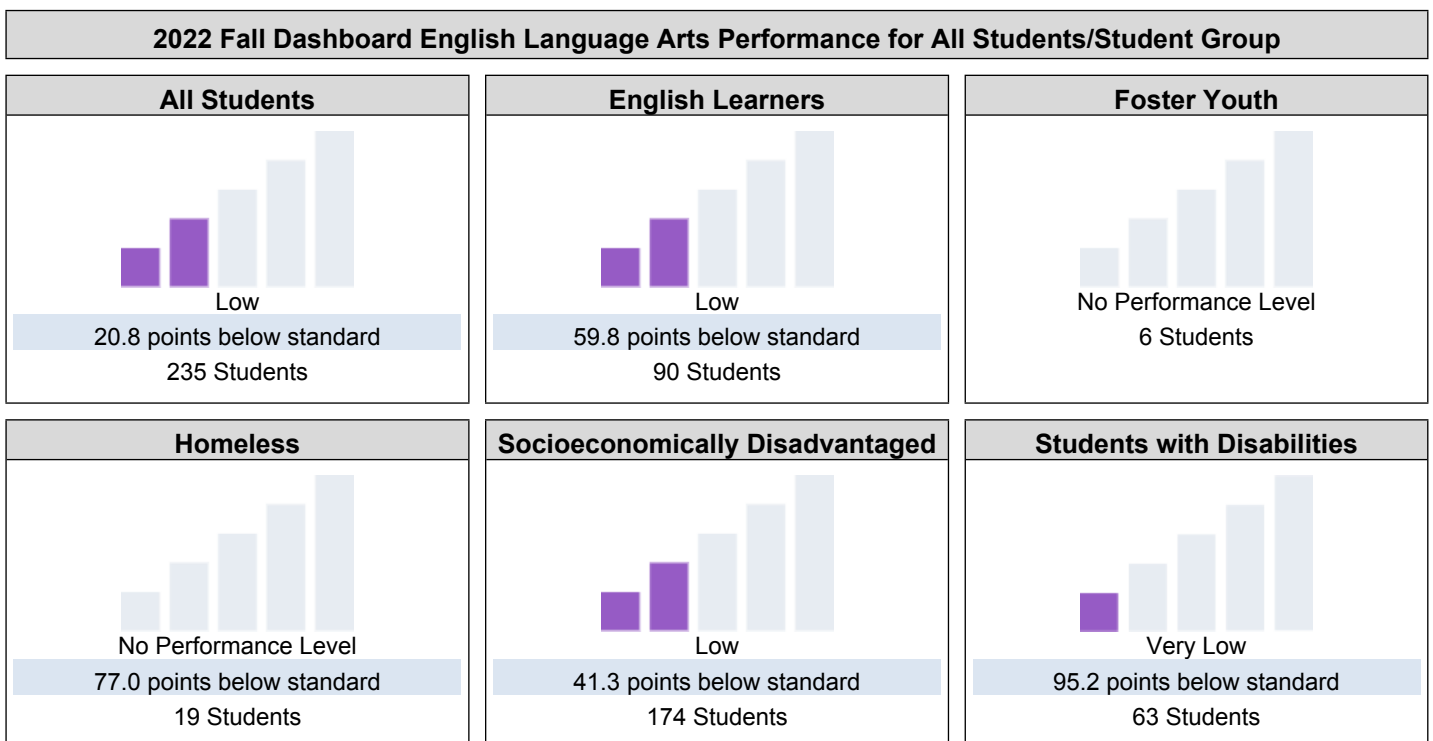 2022 Fall Dashboard English Language Arts Performance for All Students/Student Group
All Students
Low
20.8 points below standard
235 Students
English Learners
Low
59.8 points below standard
90 Students
Foster Youth
No Performance Level
6 Students
Homeless
No Performance Level
77.0 points below standard
19 Students
Socioeconomically Disadvantaged
Low
41.3 points below standard
174 Students
Students with Disabilities
Very Low
95.2 points below standard
63 Students